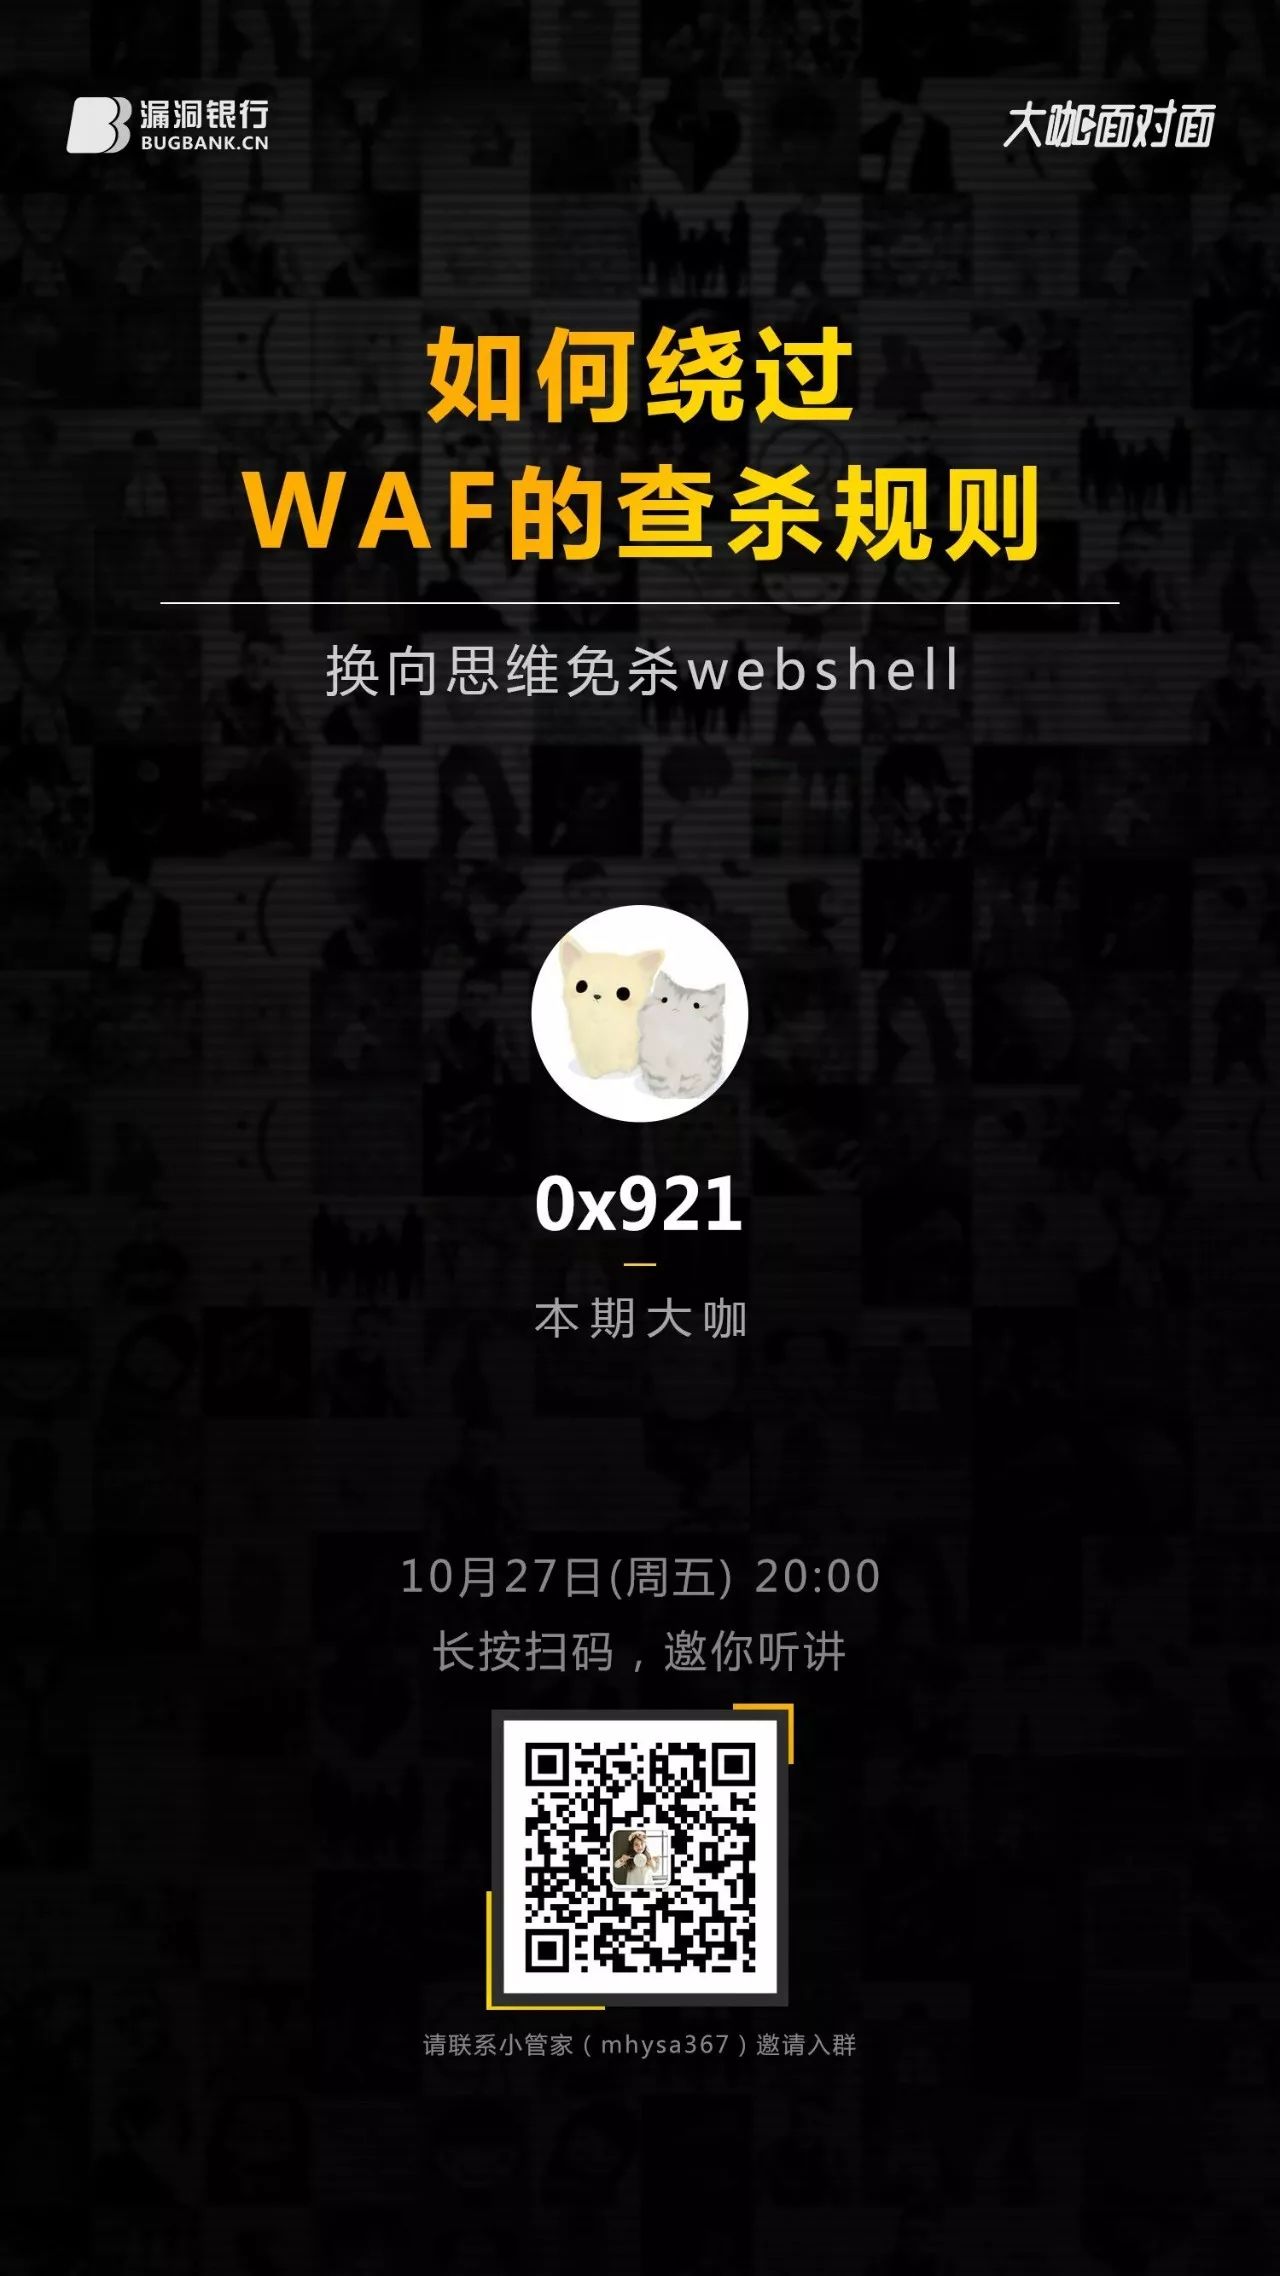 漏洞银行
BUGBANK.CN
大咖面对面
如何绕过
WAF的查杀规则
换向思维免杀webshell
0x921
本期大咖
10月27日(周五) 20:00
长按扫码，邀你听讲
请联系小管家（mhysa367）邀请入群